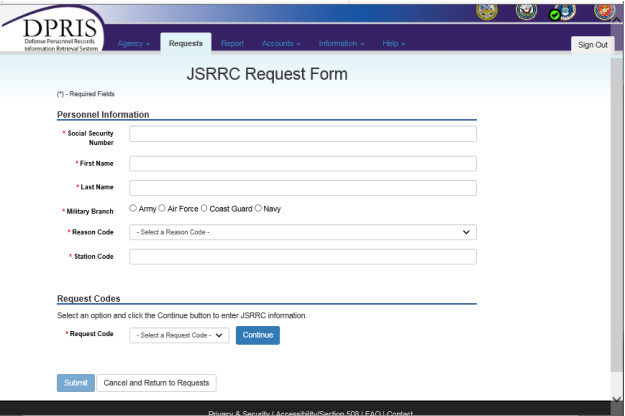 DPRIS
Defense Personnel Records
Information Retrieval System
Agency
Requests
Report
Accounts
Information
Help
Sign Out
JSRRC Request Form
(*) - Required Fields
Personnel Information
* Social Security Number
* First Name
* Last Name
* Military Branch
Army Air Force Coast Guard Navy
* Reason Code
- Select a Reason Code -
* Station Code
Request Codes
Select an option and click the Continue button to enter JSRRC information.
* Request Code
- Select a Request Code -
Continue
Submit
Cancel and Return to Requests
Privacy & Security | Accessibility/Section 508 | FAQ | Contact